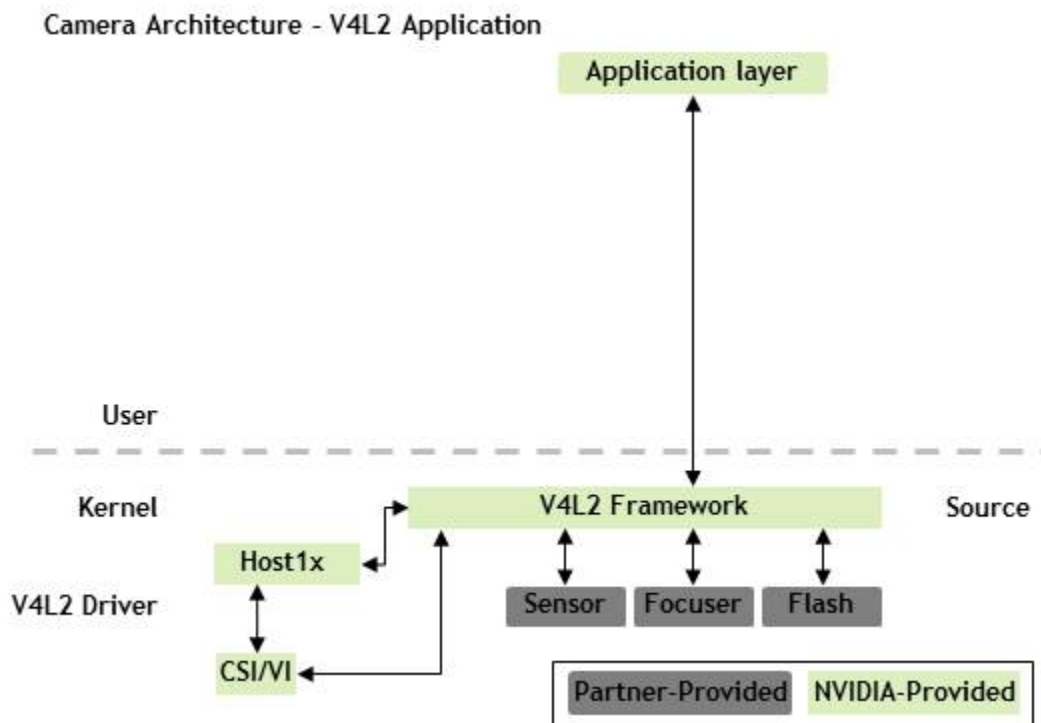 Camera Architecture - V4L2 Application
Application layer
User
Kernel
V4L2 Framework
Source
Host1x
V4L2 Driver
Sensor
Focuser
Flash
CSI/VI
Partner-Provided
NVIDIA-Provided